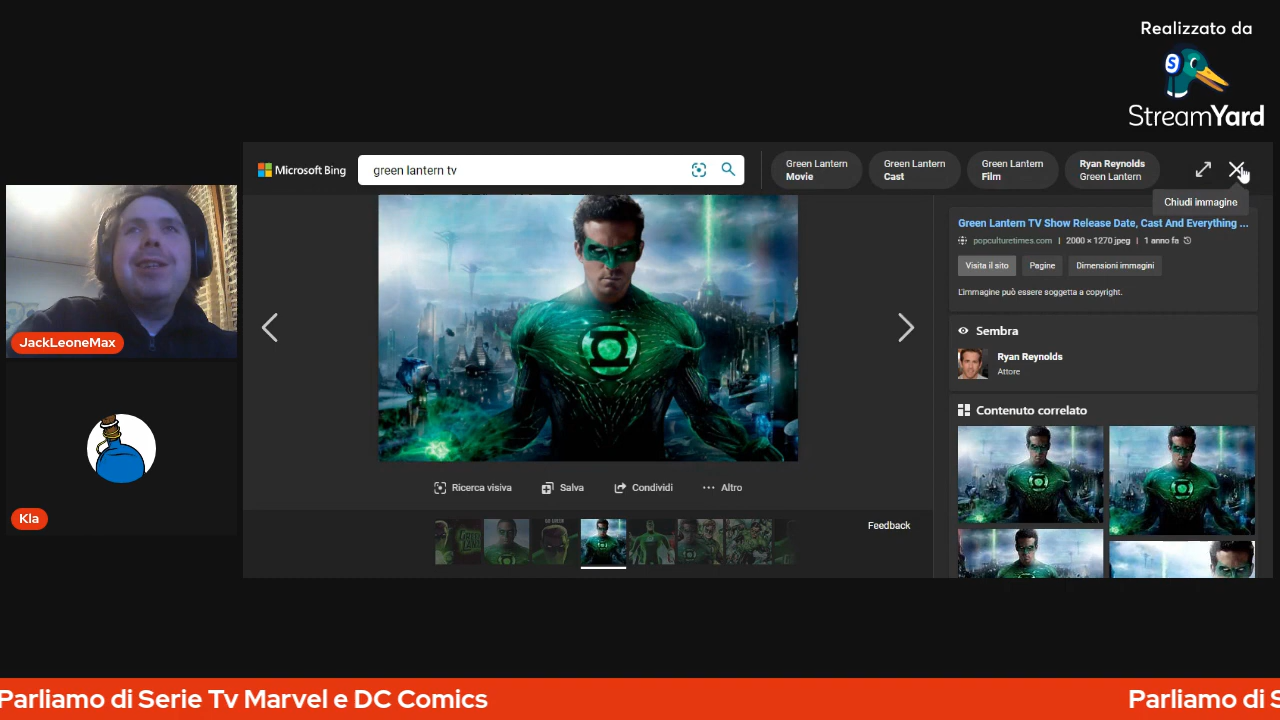 Realizzato da
S
StreamYard
Microsoft Bing
green lantern tv
Green Lantern
Movie
Green Lantern
Cast
Green Lantern
Film
Ryan Reynolds
Green Lantern
Chiudi immagine
Green Lantern TV Show Release Date, Cast And Everything ...
popculturetimes.com | 2000 × 1270 jpeg | 1 anno fa
Visita il sito
Pagine
Dimensioni immagini
L'immagine può essere soggetta a copyright.
Sembra
Ryan Reynolds
Attore
Contenuto correlato
JackLeoneMax
Kla
Ricerca visiva
Salva
Condividi
Altro
Feedback
Parliamo di Serie Tv Marvel e DC Comics
Parliamo di S